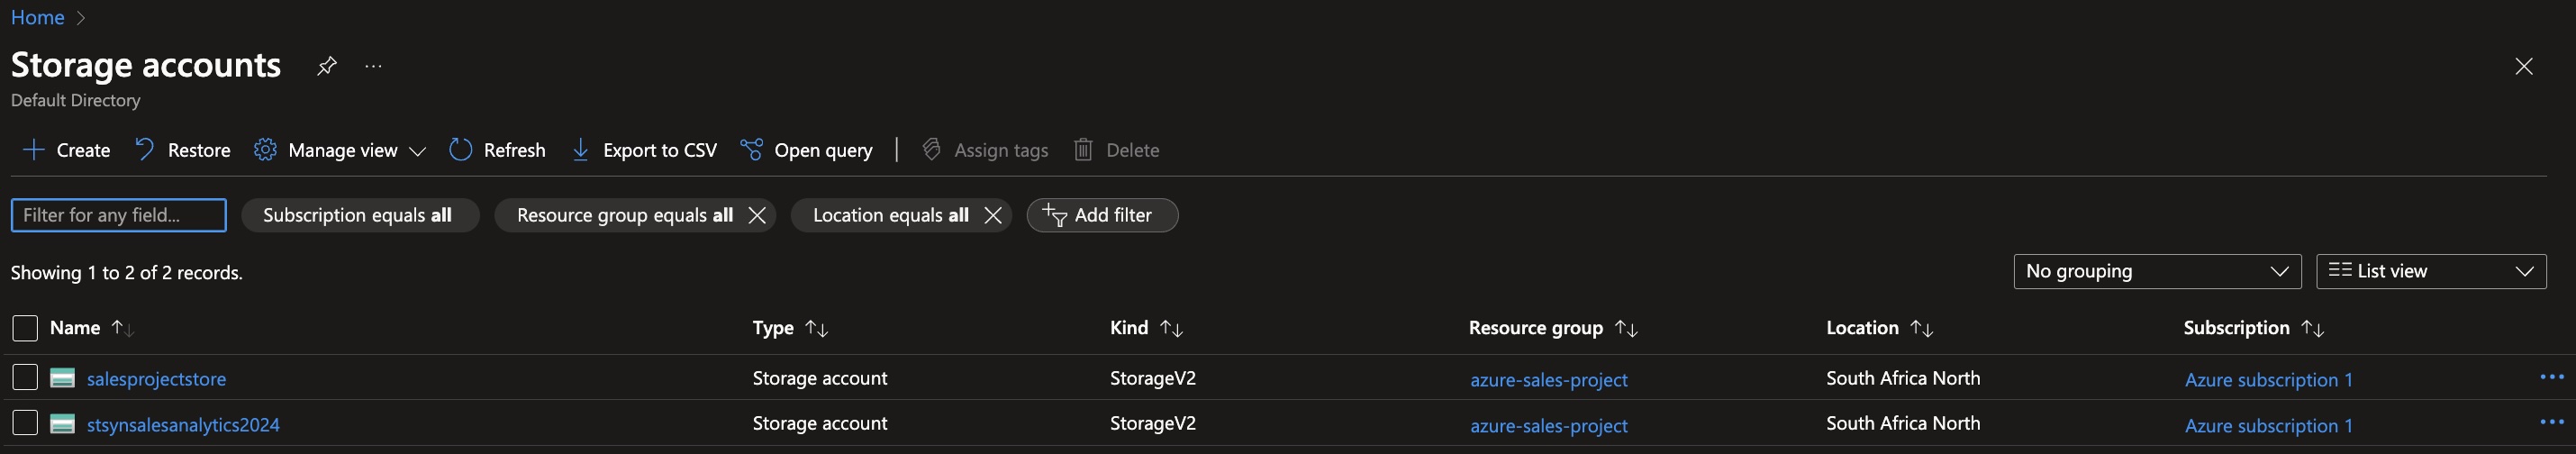 Home
Storage accounts
Default Directory
Create Restore Manage view Refresh Export to CSV Open query Assign tags Delete
Filter for any field... Subscription equals all Resource group equals all Location equals all Add filter
Showing 1 to 2 of 2 records. No grouping List view
Name Type Kind Resource group Location Subscription
salesprojectstore Storage account StorageV2 azure-sales-project South Africa North Azure subscription 1
stsynsalesanalytics2024 Storage account StorageV2 azure-sales-project South Africa North Azure subscription 1